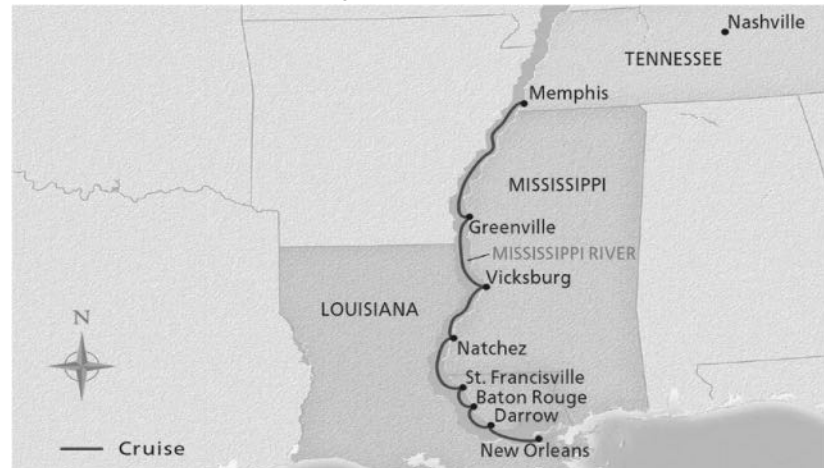 Nashville
TENNESSEE
Memphis
MISSISSIPPI
Greenville
MISSISSIPPI RIVER
Vicksburg
LOUISIANA
N
Natchez
St. Francisville
Baton Rouge
Darrow
New Orleans
Cruise